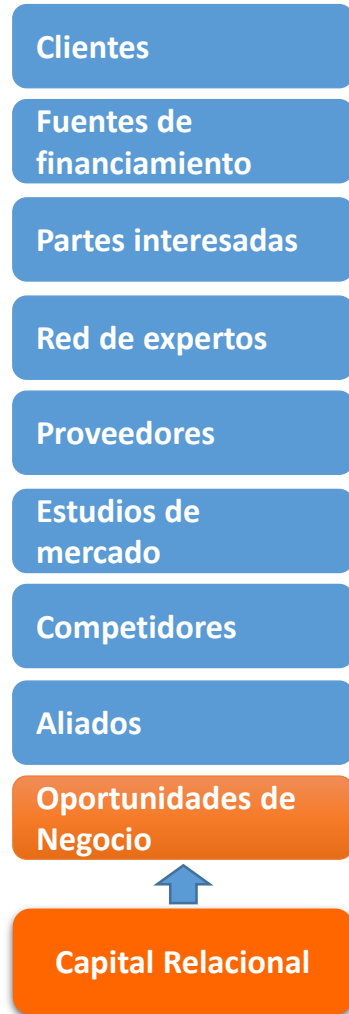 Clientes
Fuentes de
financiamiento
Partes interesadas
Red de expertos
Proveedores
Estudios de
mercado
Competidores
Aliados
Oportunidades de
Negocio
Capital Relacional